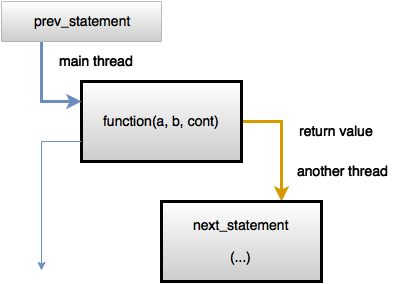 prev_statement
main thread
function(a, b, cont)
return value
another thread
next_statement
(...)